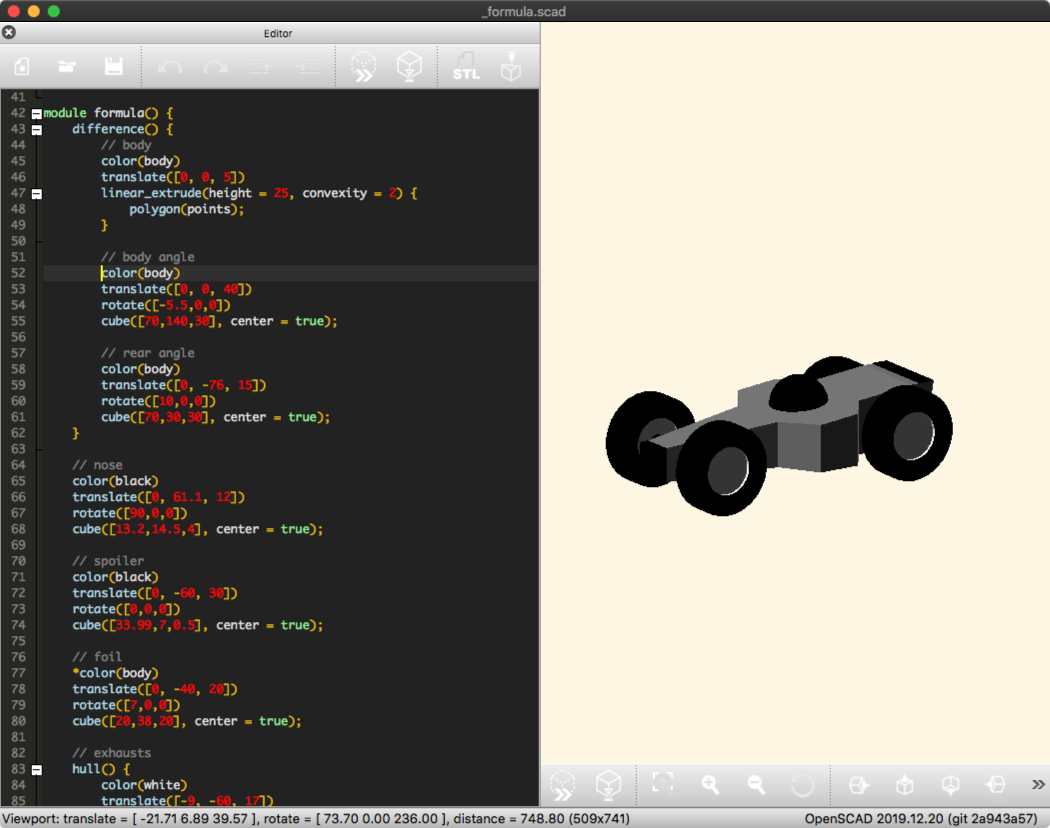 _formula.scad
Editor
STL
41
42 module formula() {
43 difference() {
44 // body
45 color(body)
46 translate([0, 0, 5])
47 linear_extrude(height = 25, convexity = 2) {
48 polygon(points);
49 }
50
51 // body angle
52 color(body)
53 translate([0, 0, 40])
54 rotate([-5.5,0,0])
55 cube([70,140,30], center = true);
56
57 // rear angle
58 color(body)
59 translate([0, -76, 15])
60 rotate([10,0,0])
61 cube([70,30,30], center = true);
62 }
63
64 // nose
65 color(black)
66 translate([0, 61.1, 12])
67 rotate([90,0,0])
68 cube([13.2,14.5,4], center = true);
69
70 // spoiler
71 color(black)
72 translate([0, -60, 30])
73 rotate([0,0,0])
74 cube([33.99,7,0.5], center = true);
75
76 // foil
77 *color(body)
78 translate([0, -40, 20])
79 rotate([7,0,0])
80 cube([20,38,20], center = true);
81
82 // exhausts
83 hull() {
84 color(white)
85 translate([-9, -60, 17])
Viewport: translate = [ -21.71 6.89 39.57 ], rotate = [ 73.70 0.00 236.00 ], distance = 748.80 (509x741)
OpenSCAD 2019.12.20 (git 2a943a57)